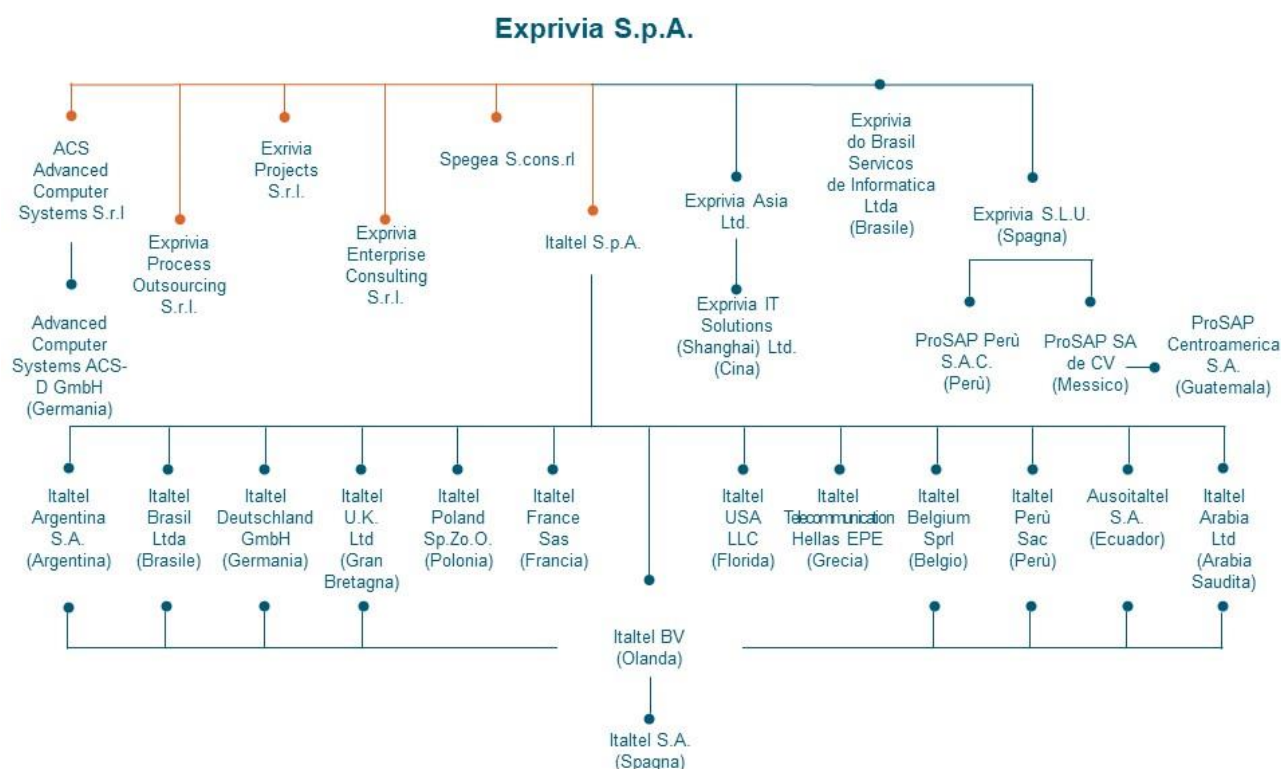 Exprivia S.p.A.
ACS
Advanced
Computer
Systems S.r.l
Exprivia
Process
Outsourcing
S.r.l.
Exrivia
Projects
S.r.l.
Exprivia
Enterprise
Consulting
S.r.l.
Spegea S.cons.rl
Italtel S.p.A.
Exprivia Asia
Ltd.
Exprivia
do Brasil
Servicos
de Informatica
Ltda
(Brasile)
Exprivia S.L.U.
(Spagna)
Advanced
Computer
Systems ACS-
D GmbH
(Germania)
Exprivia IT
Solutions
(Shanghai) Ltd.
(Cina)
ProSAP Perù
S.A.C.
(Perù)
ProSAP SA
de CV
(Messico)
ProSAP
Centroamerica
S.A.
(Guatemala)
Italtel
Argentina
S.A.
(Argentina)
Italtel
Brasil
Ltda
(Brasile)
Italtel
Deutschland
GmbH
(Germania)
Italtel
U.K.
Ltd
(Gran
Bretagna)
Italtel
Poland
Sp.Zo.O.
(Polonia)
Italtel
France
Sas
(Francia)
Italtel
USA
LLC
(Florida)
Italtel
Telecommunication
Hellas EPE
(Grecia)
Italtel
Belgium
Sprl
(Belgio)
Italtel
Perù
Sac
(Perù)
Ausoitaltel
S.A.
(Ecuador)
Italtel
Arabia
Ltd
(Arabia
Saudita)
Italtel BV
(Olanda)
Italtel S.A.
(Spagna)